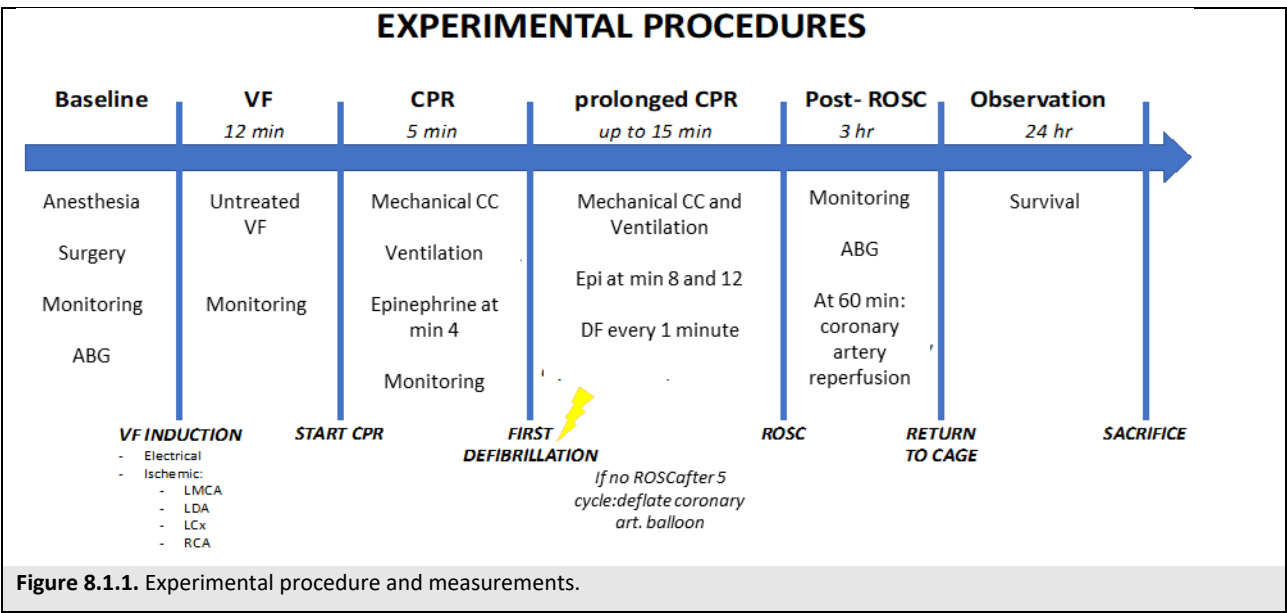 EXPERIMENTAL PROCEDURES
Baseline
VF
12 min
CPR
5 min
prolonged CPR
up to 15 min
Post- ROSC
3 hr
Observation
24 hr
Anesthesia
Surgery
Monitoring
ABG
Untreated
VF
Monitoring
Mechanical CC
Ventilation
Epinephrine at
min 4
Monitoring
Mechanical CC and
Ventilation
Epi at min 8 and 12
DF every 1 minute
Monitoring
ABG
At 60 min:
coronary
artery
reperfusion
Survival
VF INDUCTION
- Electrical
- Ischemic:
- LMCA
- LDA
- LCx
- RCA
START CPR
FIRST
DEFIBRILLATION
If no ROSCafter 5
cycle:deflate coronary
art. balloon
ROSC
RETURN
TO CAGE
SACRIFICE
Figure 8.1.1. Experimental procedure and measurements.